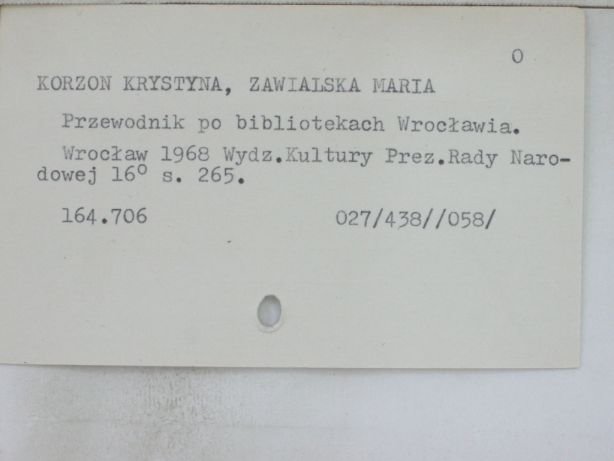 0
KORZON KRYSTYNA, ZAWIALSKA MARIA
Przewodnik po bibliotekach Wrocławia.
Wrocław 1968 Wydz.Kultury Prez.Rady Naro-
dowej 16° s. 265.
164.706 027/438//058/